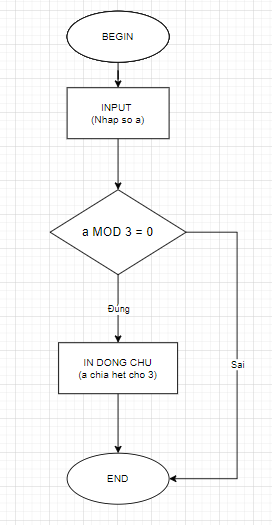 BEGIN
INPUT
(Nhap so a)
a MOD 3 = 0
Đung
IN DONG CHU
(a chia het cho 3)
Sai
END